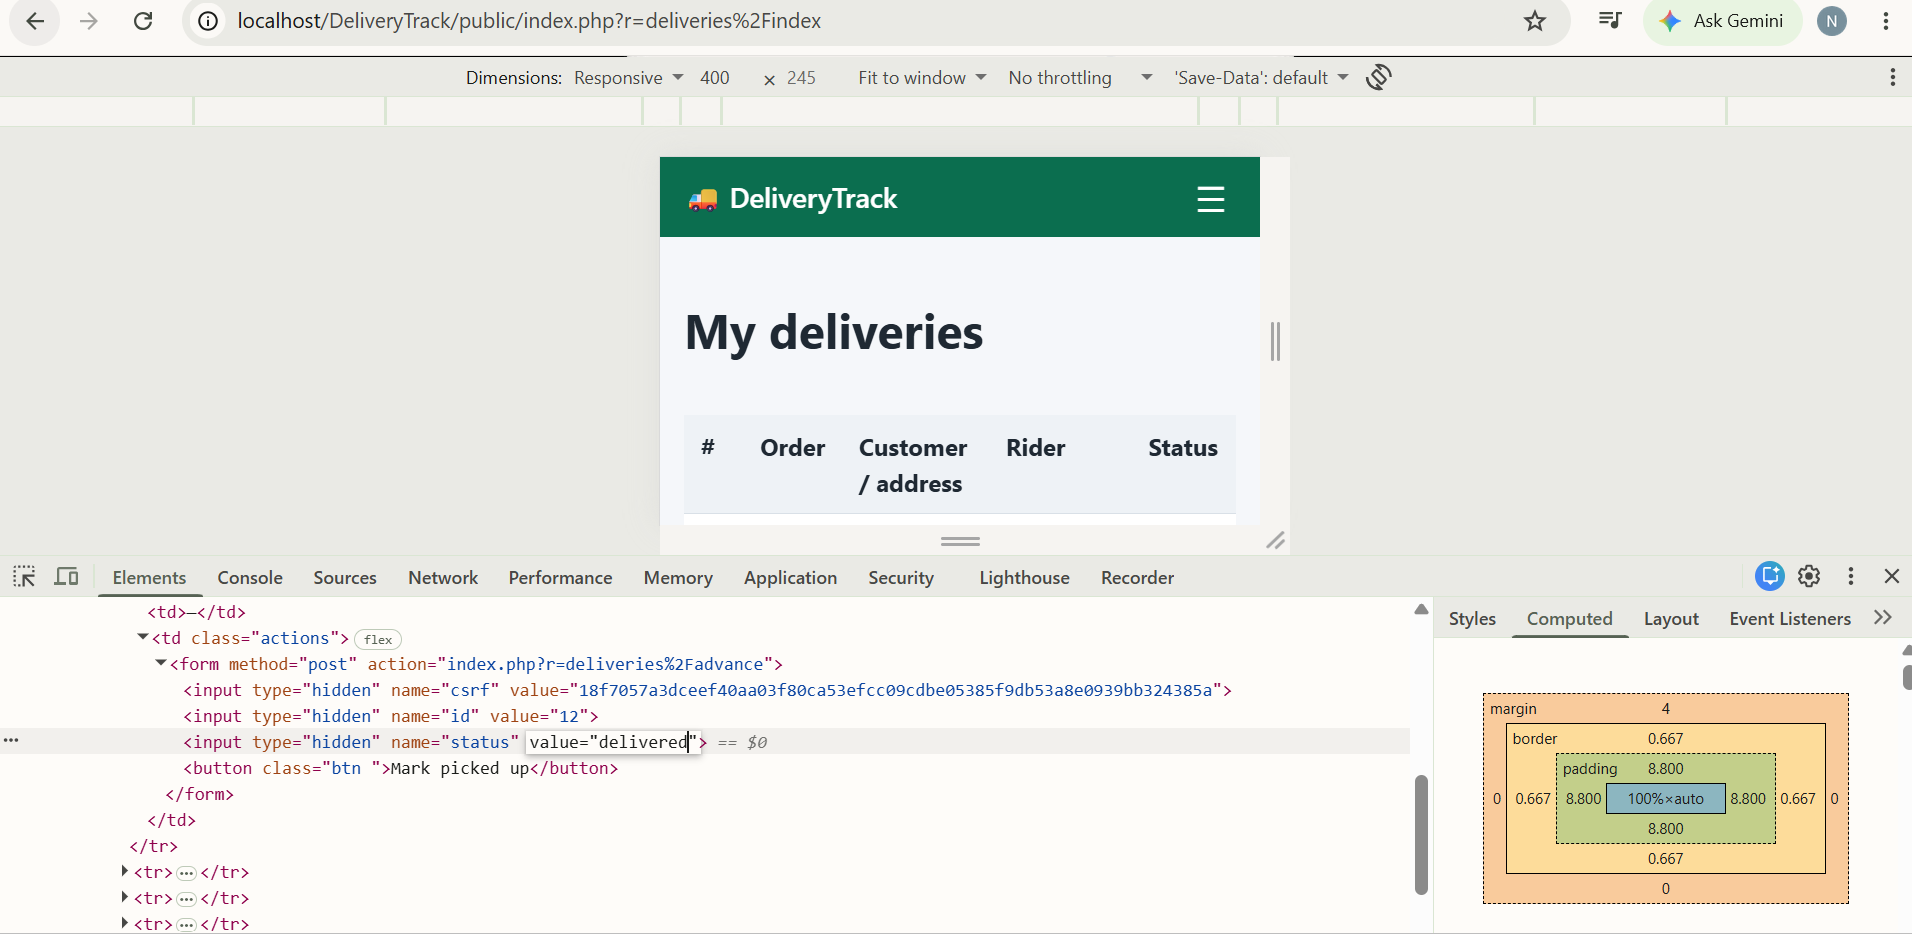 localhost/DeliveryTrack/public/index.php?r=deliveries%2Findex
Ask Gemini
N
Dimensions: Responsive 400 × 245 Fit to window No throttling 'Save-Data': default
DeliveryTrack
My deliveries
# Order Customer / address Rider Status
Elements Console Sources Network Performance Memory Application Security Lighthouse Recorder
<td>—</td>
<td class="actions"> flex
<form method="post" action="index.php?r=deliveries%2Fadvance">
<input type="hidden" name="csrf" value="18f7057a3dceef40aa03f80ca53efcc09cdbe05385f9db53a8e0939bb324385a">
<input type="hidden" name="id" value="12">
<input type="hidden" name="status" value="delivered"> == $0
<button class="btn ">Mark picked up</button>
</form>
</td>
</tr>
<tr>…</tr>
<tr>…</tr>
<tr>…</tr>
Styles Computed Layout Event Listeners
margin 4
border 0.667
padding 8.800
0 0.667 8.800 100%×auto 8.800 0.667 0
8.800
0.667
0